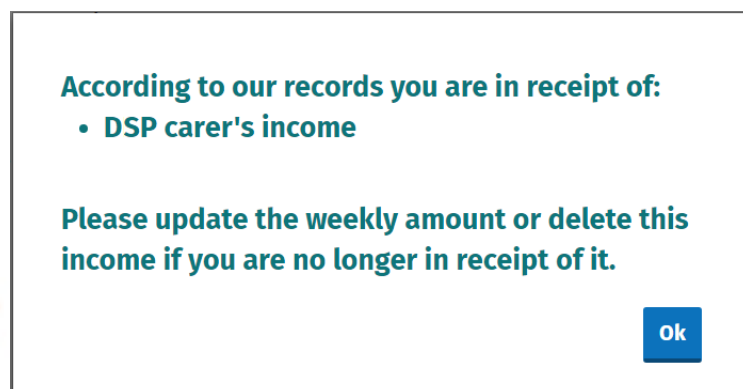 According to our records you are in receipt of:
• DSP carer's income
Please update the weekly amount or delete this
income if you are no longer in receipt of it.
Ok